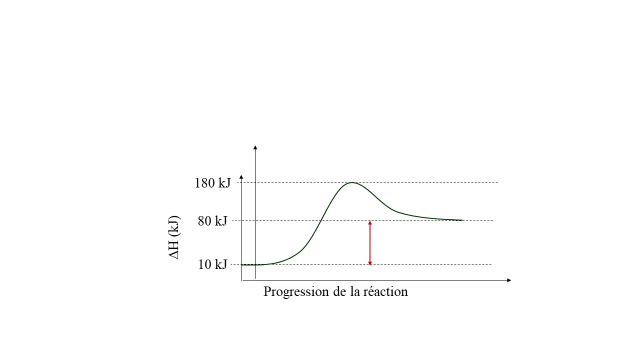 180 kJ
80 kJ
ΔH (kJ)
10 kJ
Progression de la réaction